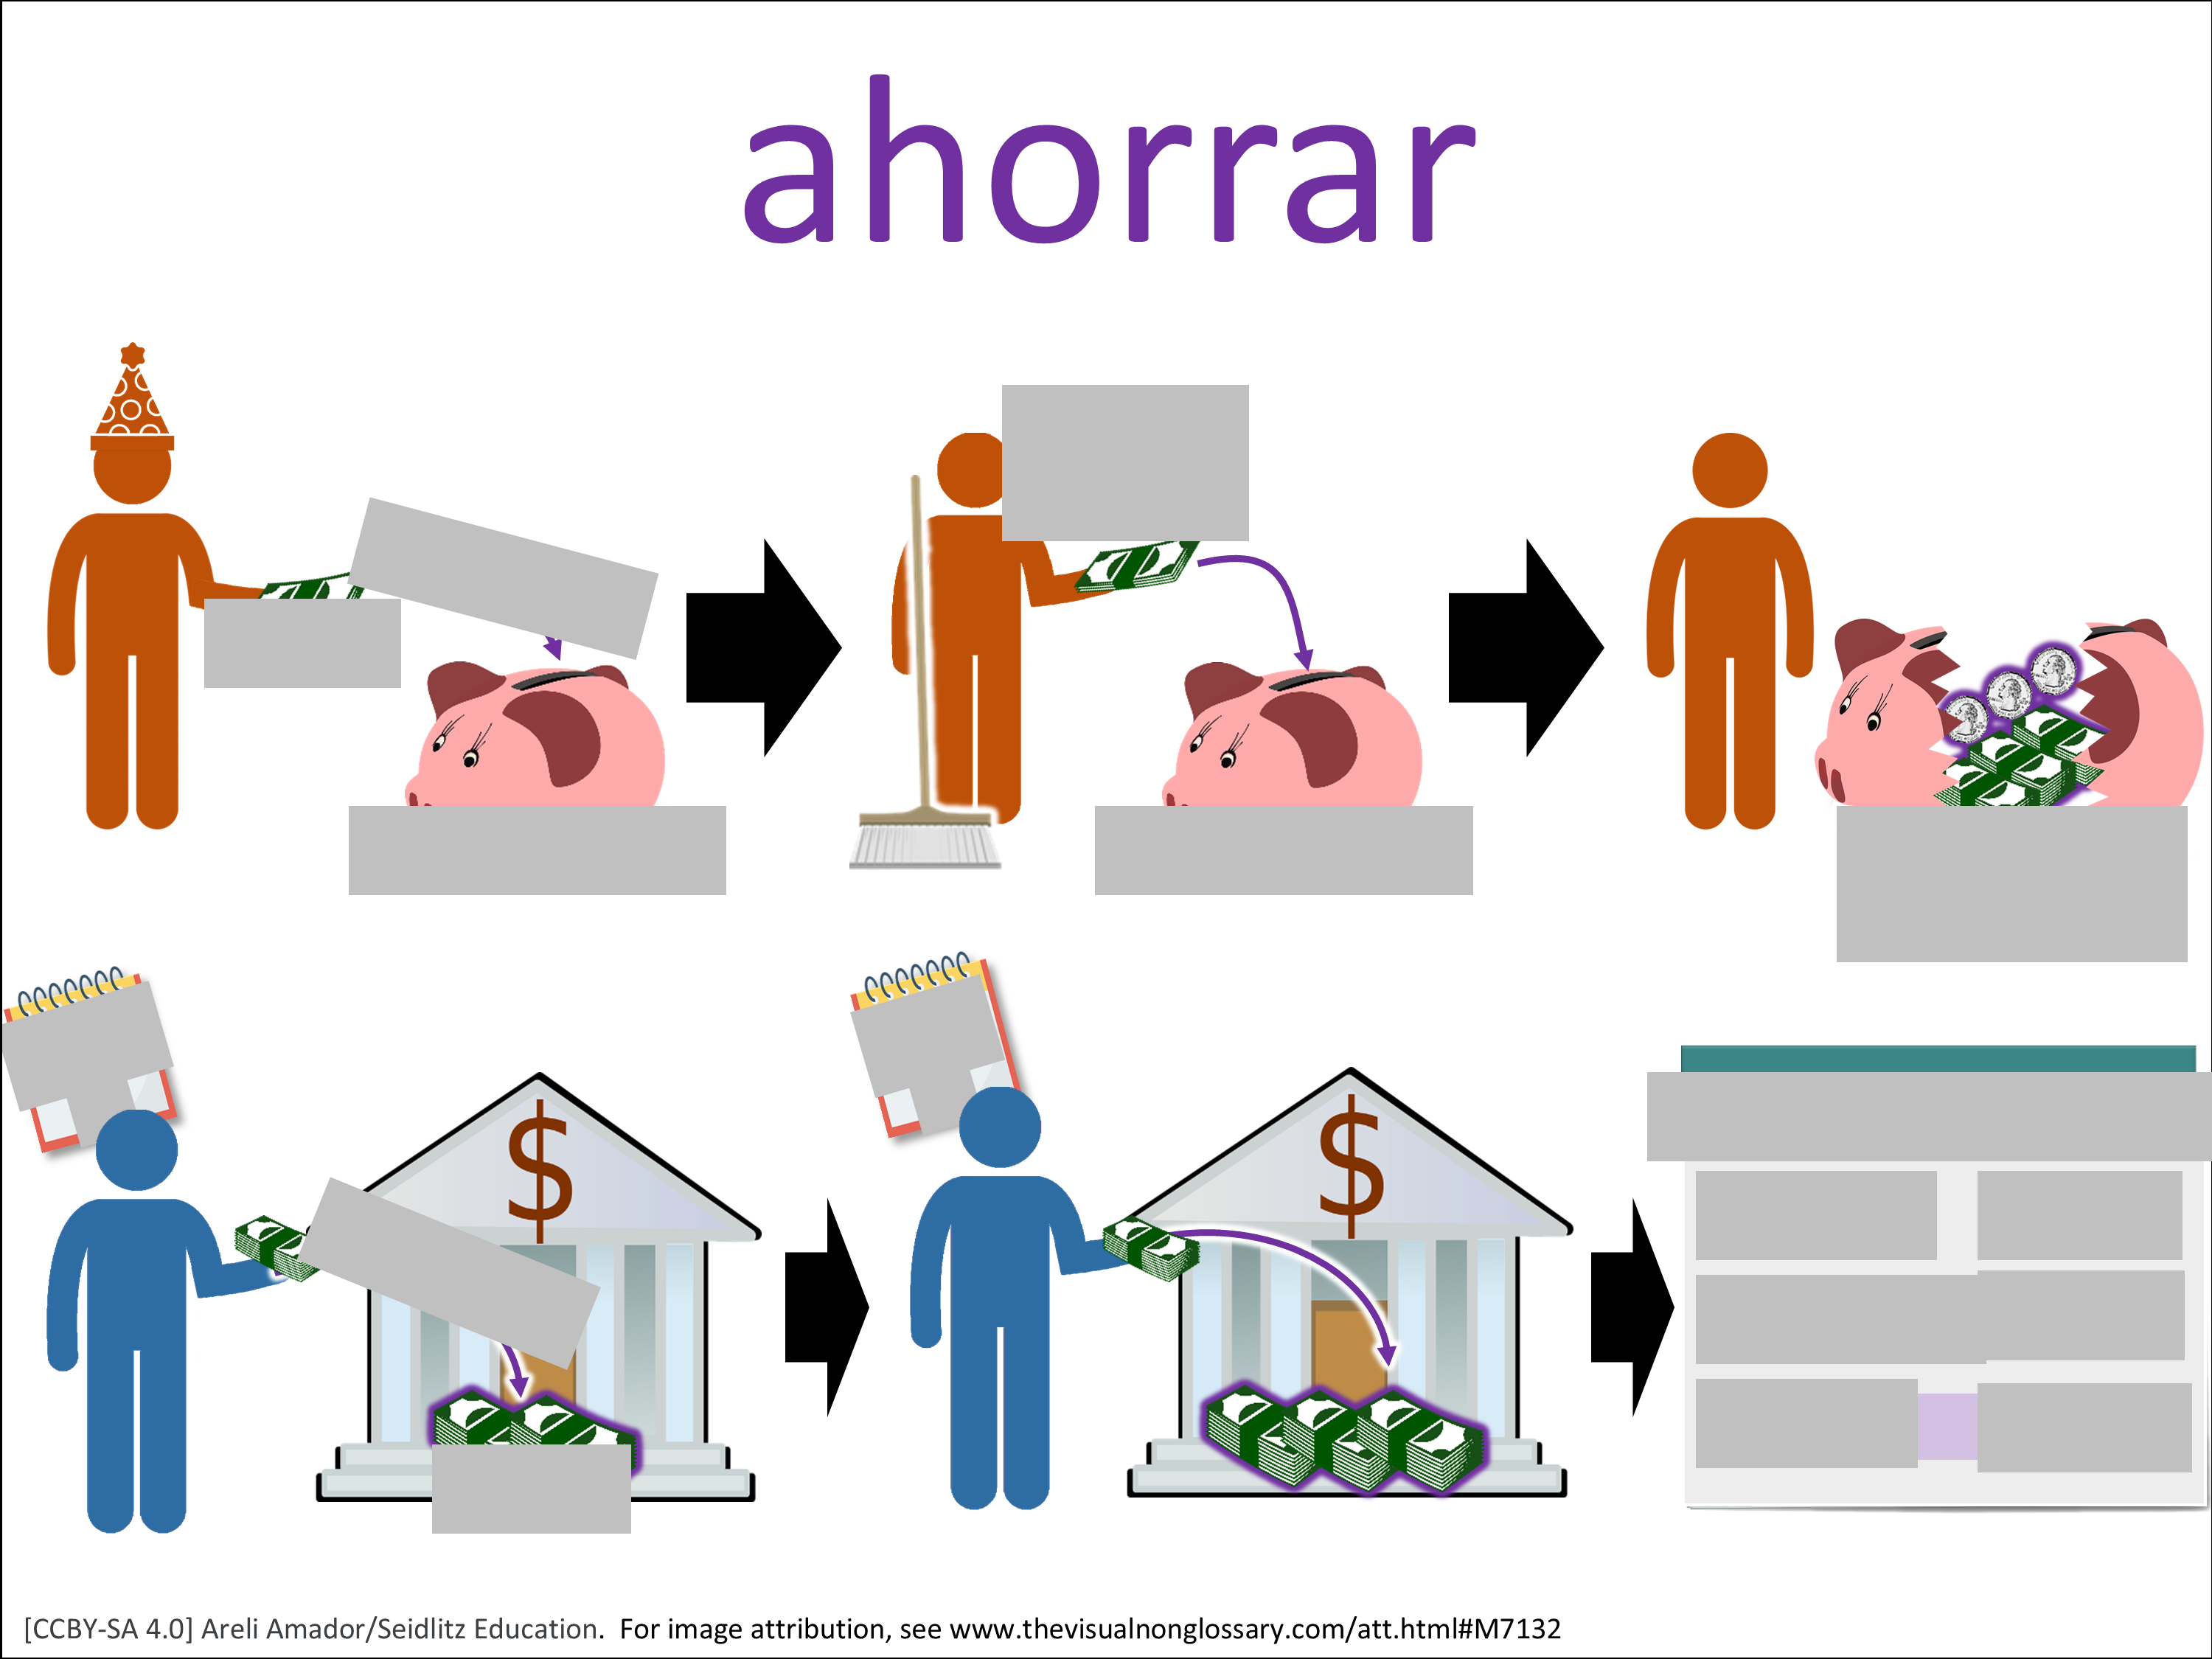 ahorrar
$
$
[CCBY-SA 4.0] Areli Amador/Seidlitz Education.  For image attribution, see www.thevisualnonglossary.com/att.html#M7132